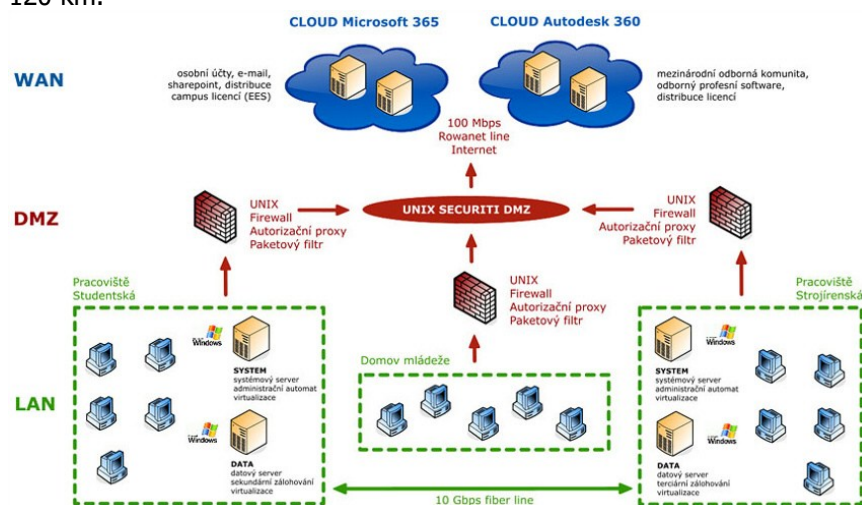 120 km.
CLOUD Microsoft 365
CLOUD Autodesk 360
WAN
osobní účty, e-mail,
sharepoint, distribuce
campus licencí (EES)
mezinárodní odborná komunita,
odborný profesní software,
distribuce licencí
100 Mbps
Rowanet line
Internet
DMZ
UNIX
Firewall
Autorizační proxy
Paketový filtr
UNIX SECURITI DMZ
UNIX
Firewall
Autorizační proxy
Paketový filtr
UNIX
Firewall
Autorizační proxy
Paketový filtr
Pracoviště
Studentská
Pracoviště
Strojírenská
Domov mládeže
LAN
Windows
SYSTEM
systémový server
administrační automat
virtualizace
Windows
DATA
datový server
sekundární zálohování
virtualizace
Windows
SYSTEM
systémový server
administrační automat
virtualizace
Windows
DATA
datový server
terciární zálohování
virtualizace
10 Gbps fiber line